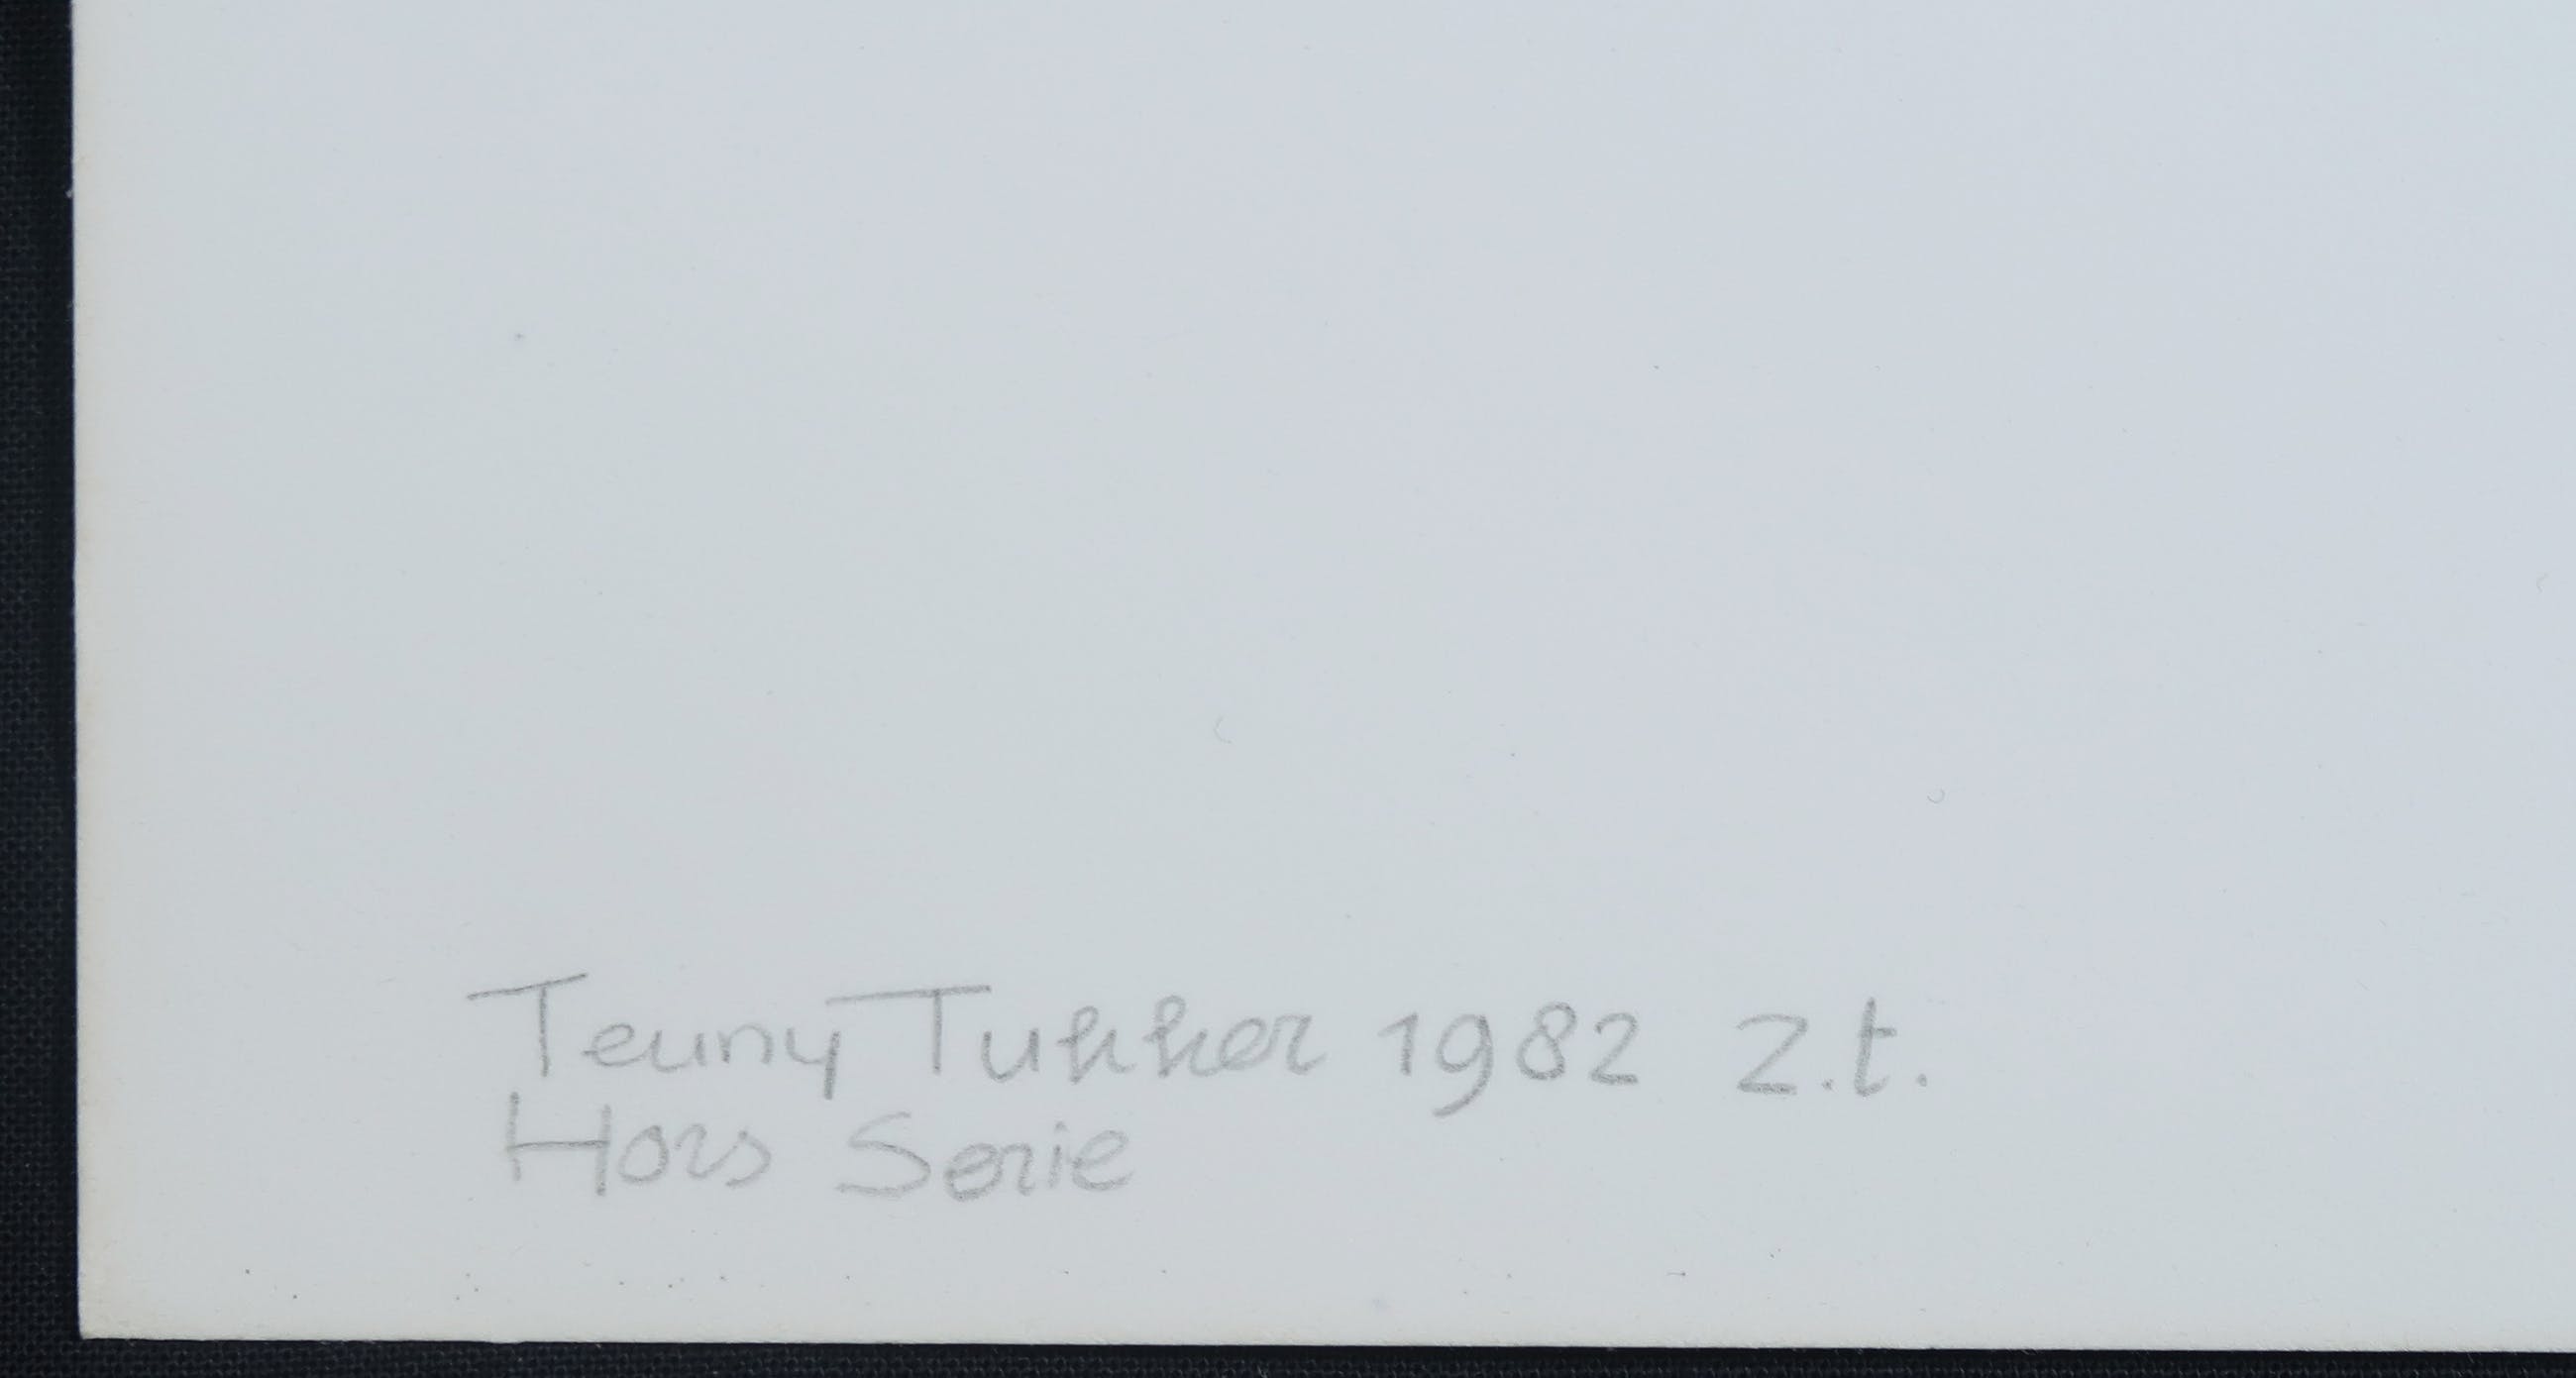 Teuny Tukker 1982 Z.t.
Hors Serie